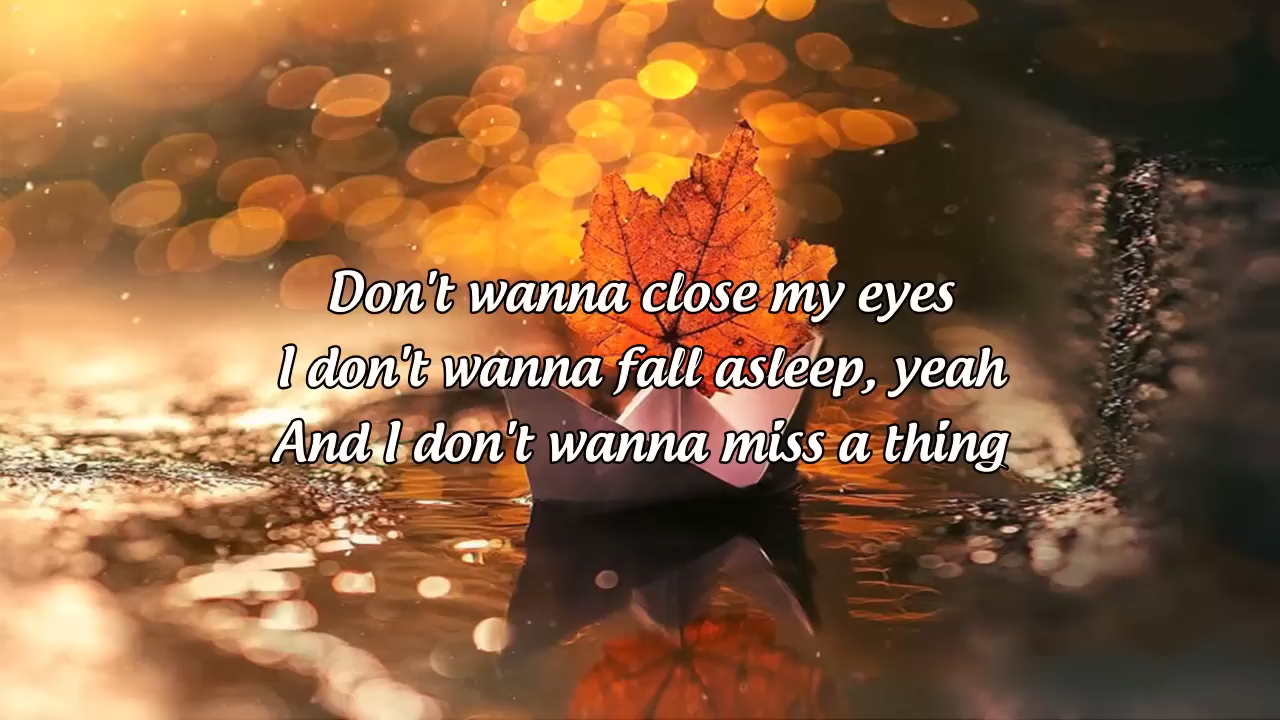 Don't wanna close my eyes
I don't wanna fall asleep, yeah
And I don't wanna miss a thing